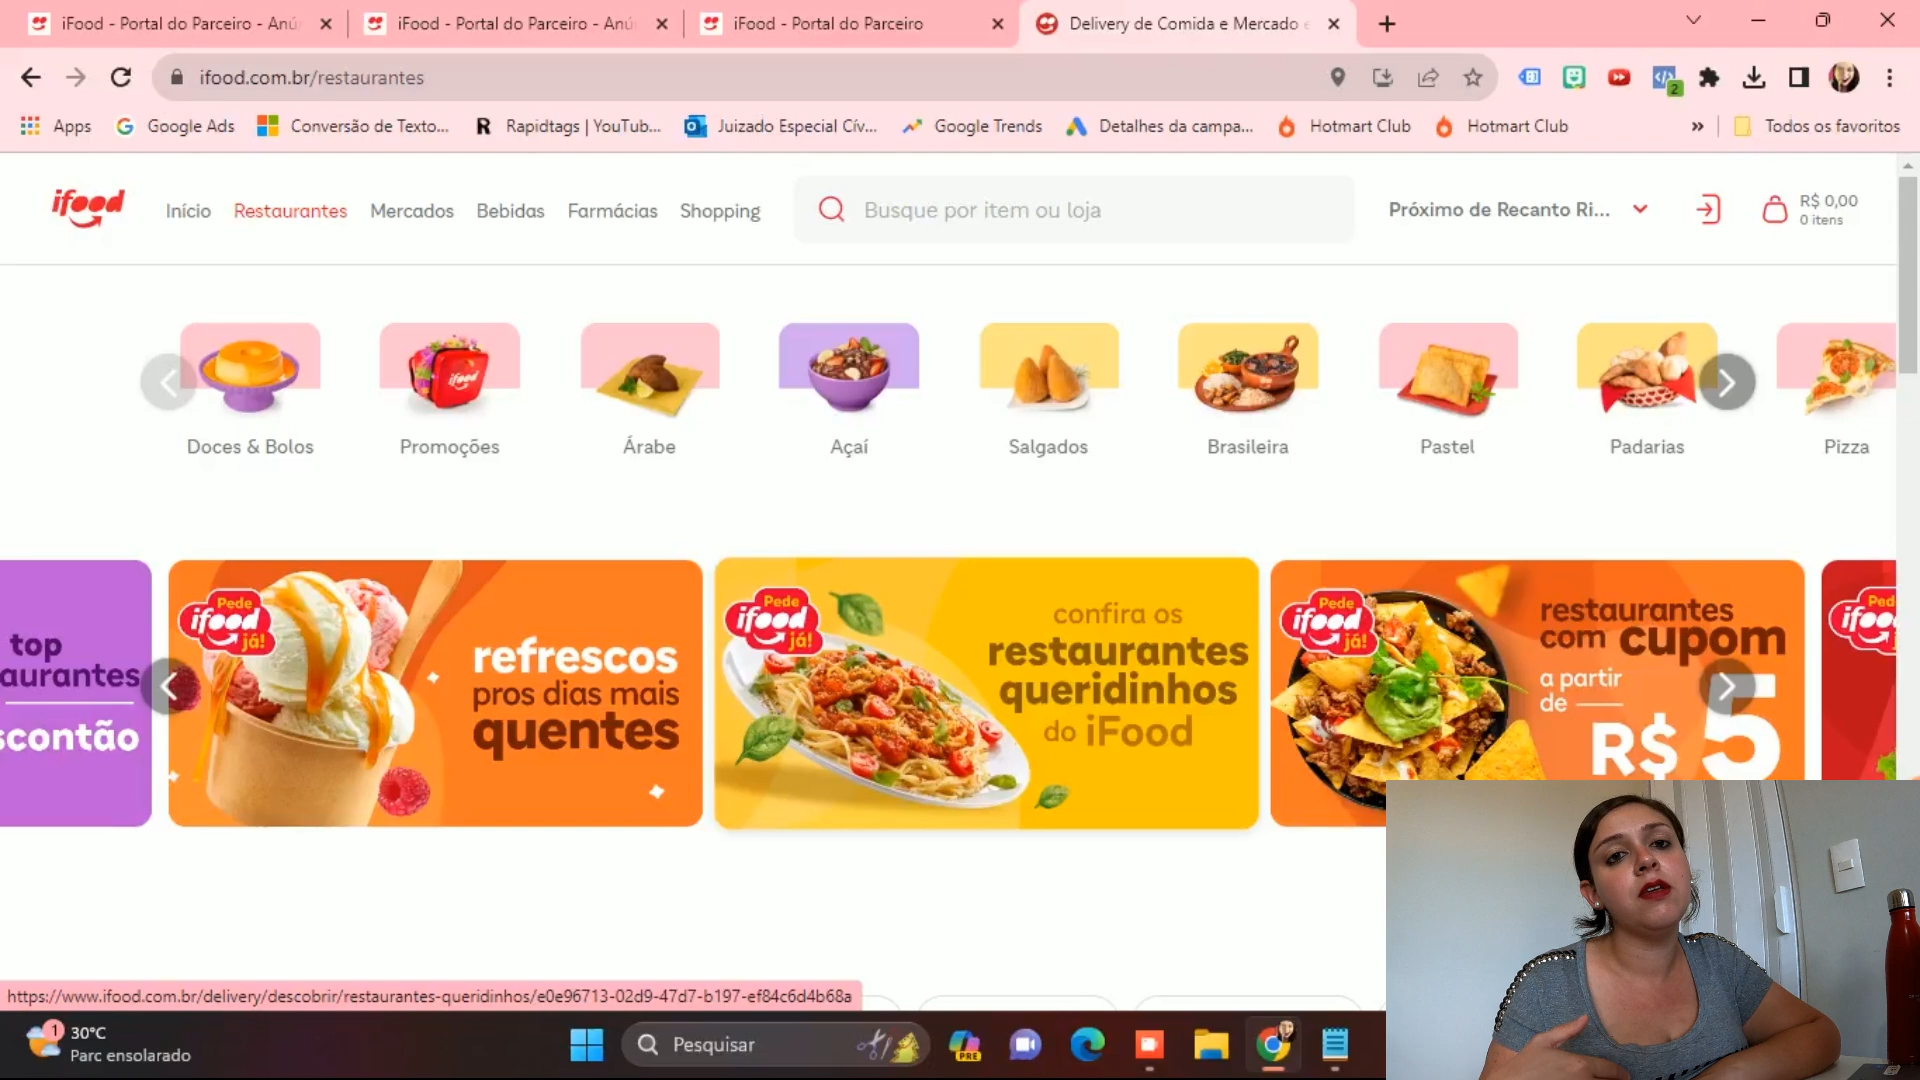 iFood - Portal do Parceiro - Anú
iFood - Portal do Parceiro - Anú
iFood - Portal do Parceiro
Delivery de Comida e Mercado e
ifood.com.br/restaurantes
2
Apps
Google Ads
Conversão de Texto...
Rapidtags | YouTub...
Juizado Especial Cív...
Google Trends
Detalhes da campa...
Hotmart Club
Hotmart Club
»
Todos os favoritos
ifood
Início
Restaurantes
Mercados
Bebidas
Farmácias
Shopping
Busque por item ou loja
Próximo de Recanto Ri...
R$ 0,00
0 itens
ifood
Doces & Bolos
Promoções
Árabe
Açaí
Salgados
Brasileira
Pastel
Padarias
Pizza
top
aurantes
scontão
Pede
ifood
já!
refrescos
pros dias mais
quentes
Pede
ifood
já!
confira os
restaurantes
queridinhos
do iFood
Pede
ifood
já!
restaurantes
com cupom
a partir
de
R$ 5
Ped
ifoo
https://www.ifood.com.br/delivery/descobrir/restaurantes-queridinhos/e0e96713-02d9-47d7-b197-ef84c6d4b68a
1
30°C
Parc ensolarado
Pesquisar
PRE